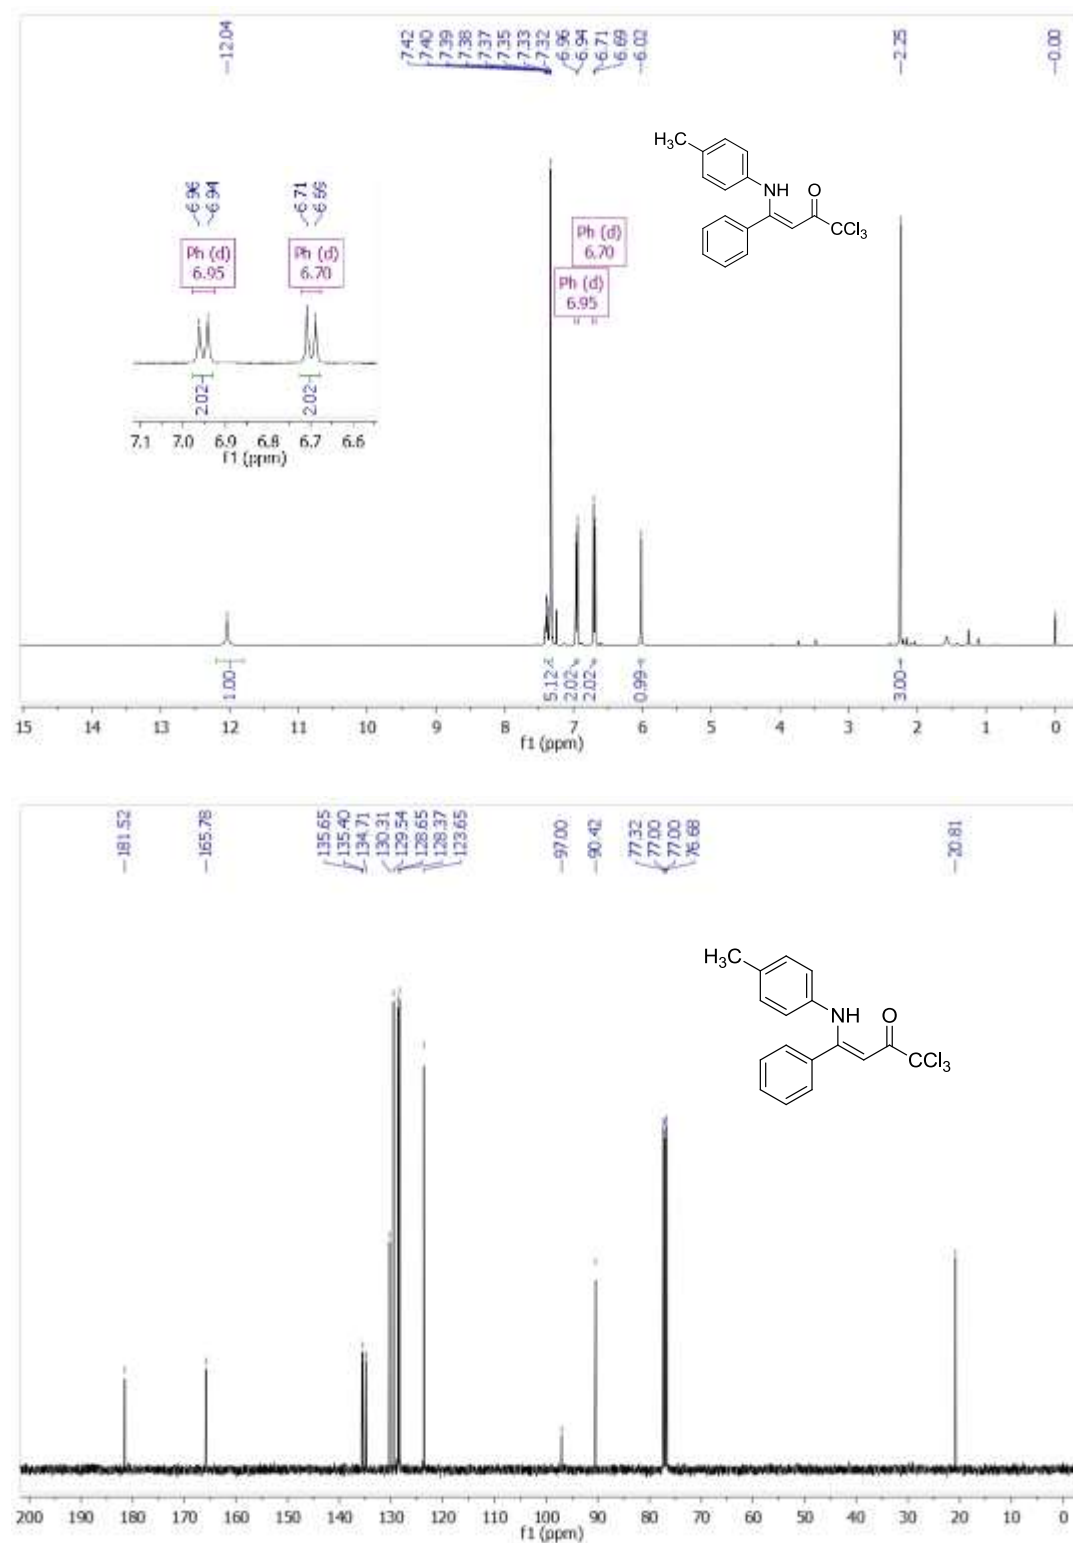 12.04
7.42
7.40
7.39
7.38
7.37
7.35
7.33
7.32
6.96
6.94
6.71
6.69
6.02
2.25
0.00
H3C
NH
O
CCl3
6.96
6.94
6.71
6.69
Ph (d)
6.95
Ph (d)
6.70
Ph (d)
6.70
Ph (d)
6.95
2.02
2.02
7.1 7.0 6.9 6.8 6.7 6.6
f1 (ppm)
1.00
5.12
2.02
2.02
0.99
3.00
15 14 13 12 11 10 9 8 7 6 5 4 3 2 1 0
f1 (ppm)
181.52
165.78
135.65
135.40
134.71
130.31
129.54
128.65
128.37
123.65
97.00
90.42
77.32
77.00
77.00
76.68
20.81
H3C
NH
O
CCl3
200 190 180 170 160 150 140 130 120 110 100 90 80 70 60 50 40 30 20 10 0
f1 (ppm)